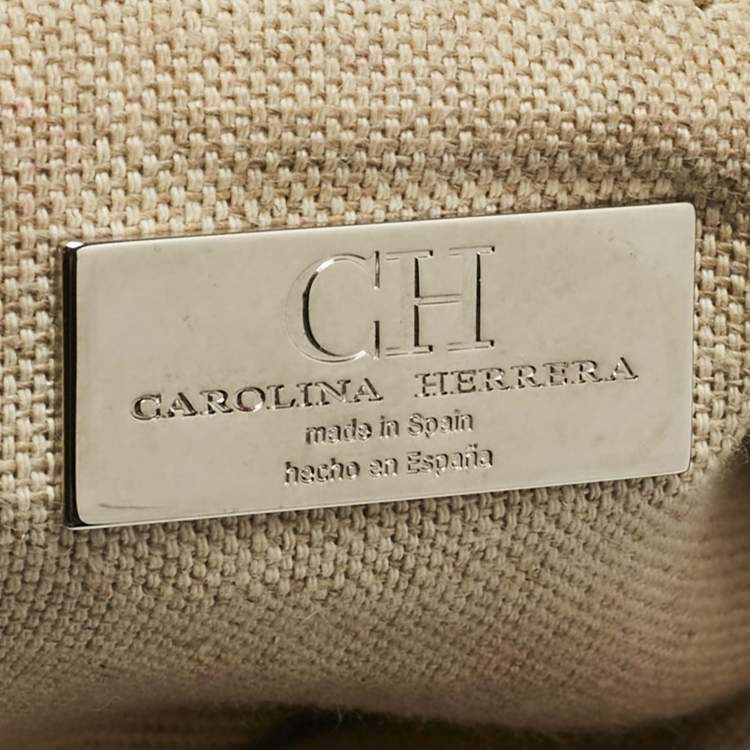 CH
CAROLINA HERRERA
made in Spain
hecho en España